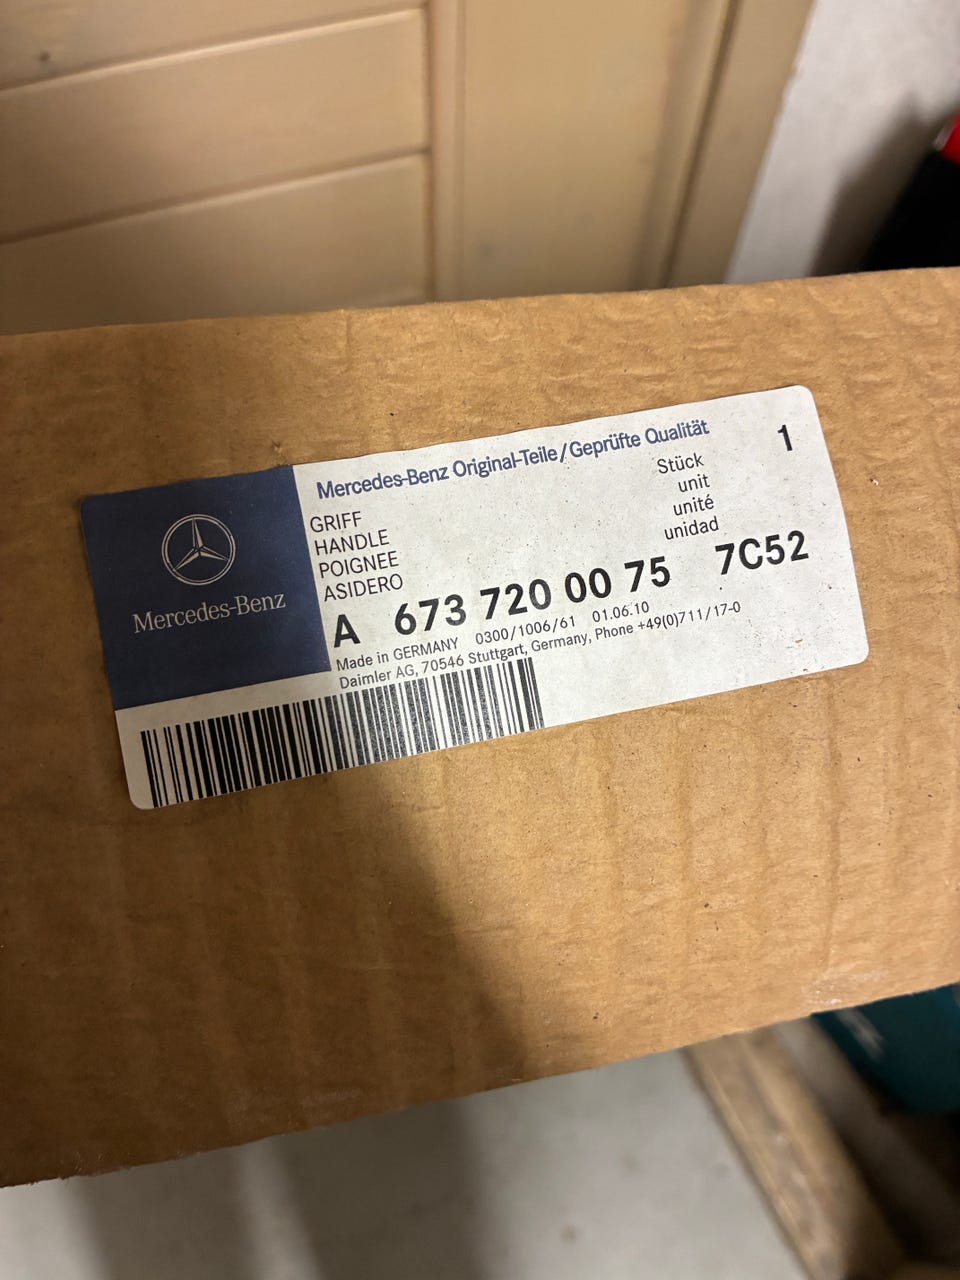 Mercedes-Benz Original-Teile/Geprüfte Qualität 1
GRIFF Stück
HANDLE unit
POIGNEE unité
ASIDERO unidad
A 673 720 00 75 7C52
Made in GERMANY 0300/1006/61 01.06.10
Daimler AG, 70546 Stuttgart, Germany, Phone +49(0)711/17-0
Mercedes-Benz